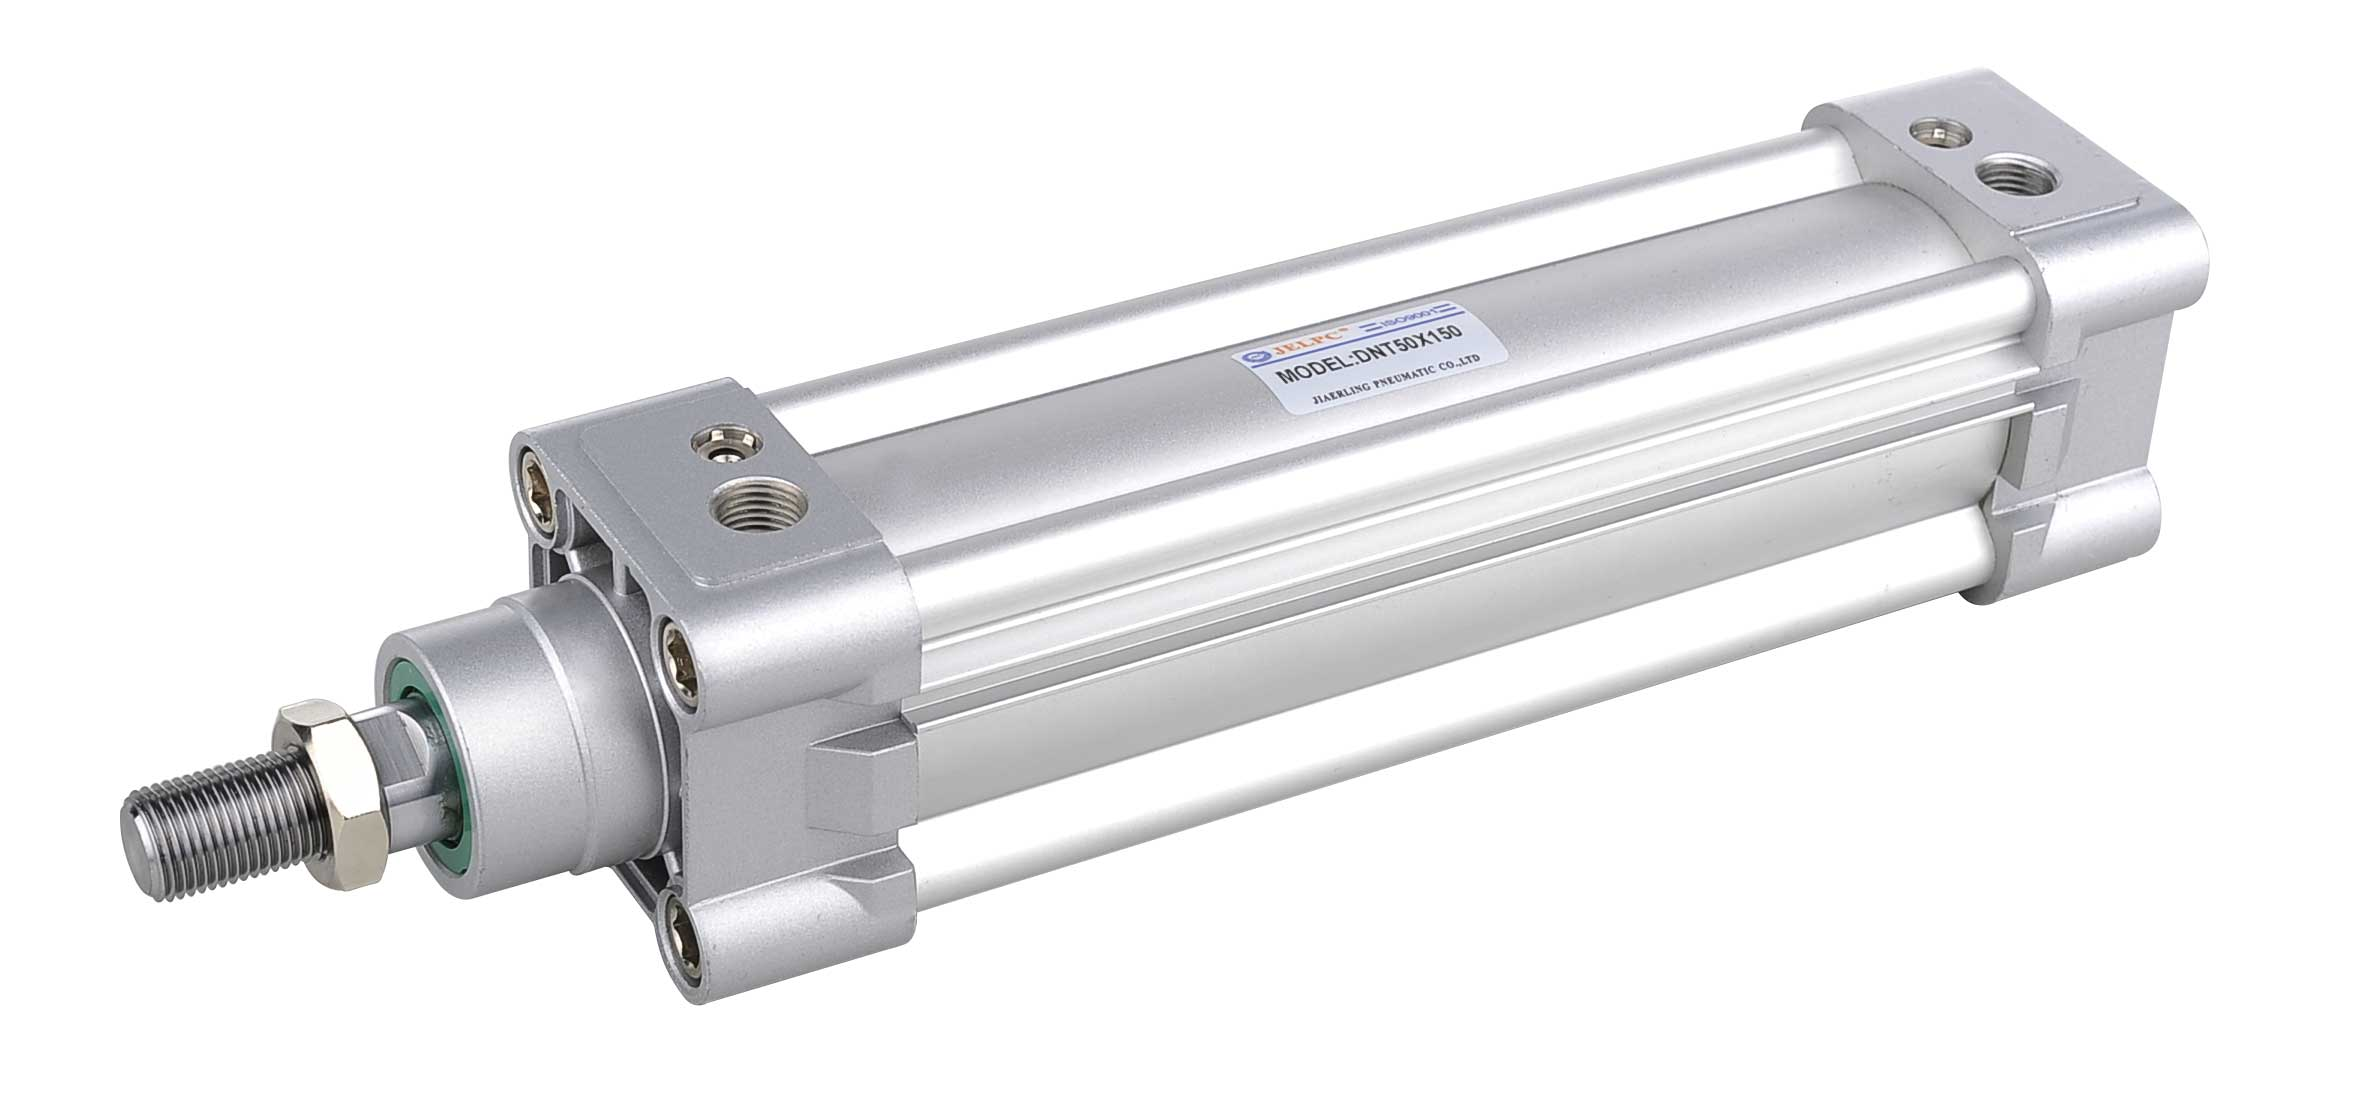 JELPC® ISO9001
MODEL:DNT50X150
JIAERLING PNEUMATIC CO.,LTD